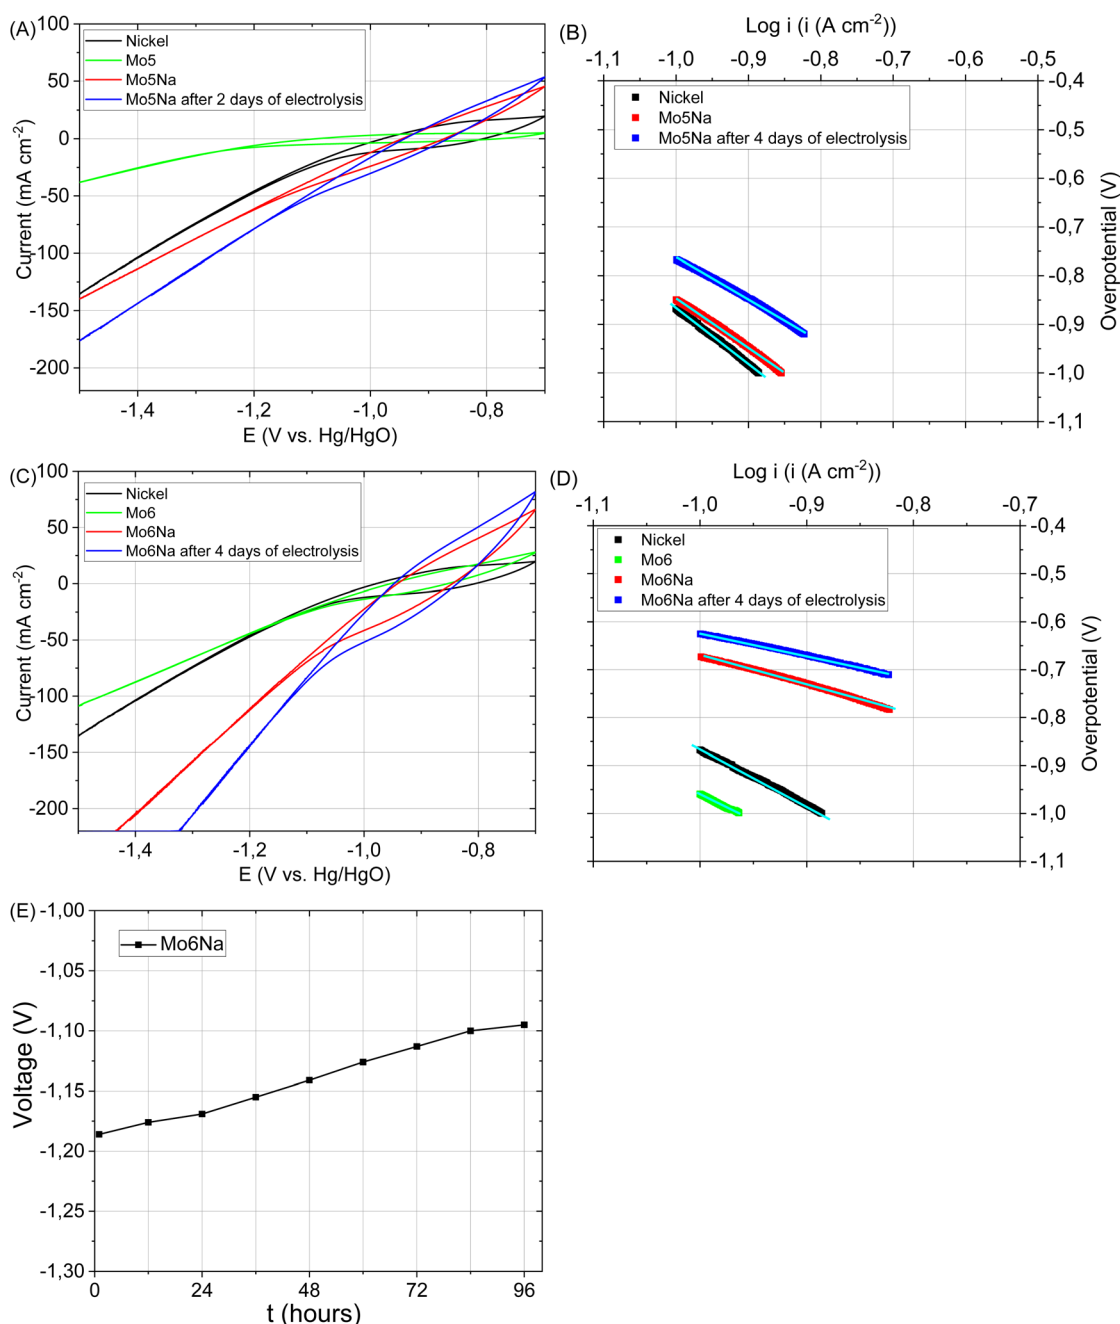 (A)
100
50
0
-50
-100
-150
-200
Current (mA cm-2)
Nickel
Mo5
Mo5Na
Mo5Na after 2 days of electrolysis
-1,4
-1,2
-1,0
-0,8
E (V vs. Hg/HgO)
(B)
Log i (i (A cm-2))
-1,1
-1,0
-0,9
-0,8
-0,7
-0,6
-0,5
Nickel
Mo5Na
Mo5Na after 4 days of electrolysis
-0,4
-0,5
-0,6
-0,7
-0,8
-0,9
-1,0
-1,1
Overpotential (V)
(C)
100
50
0
-50
-100
-150
-200
Current (mA cm-2)
Nickel
Mo6
Mo6Na
Mo6Na after 4 days of electrolysis
-1,4
-1,2
-1,0
-0,8
E (V vs. Hg/HgO)
(D)
Log i (i (A cm-2))
-1,1
-1,0
-0,9
-0,8
-0,7
Nickel
Mo6
Mo6Na
Mo6Na after 4 days of electrolysis
-0,4
-0,5
-0,6
-0,7
-0,8
-0,9
-1,0
-1,1
Overpotential (V)
(E)
-1,00
-1,05
-1,10
-1,15
-1,20
-1,25
-1,30
Voltage (V)
Mo6Na
0
24
48
72
96
t (hours)